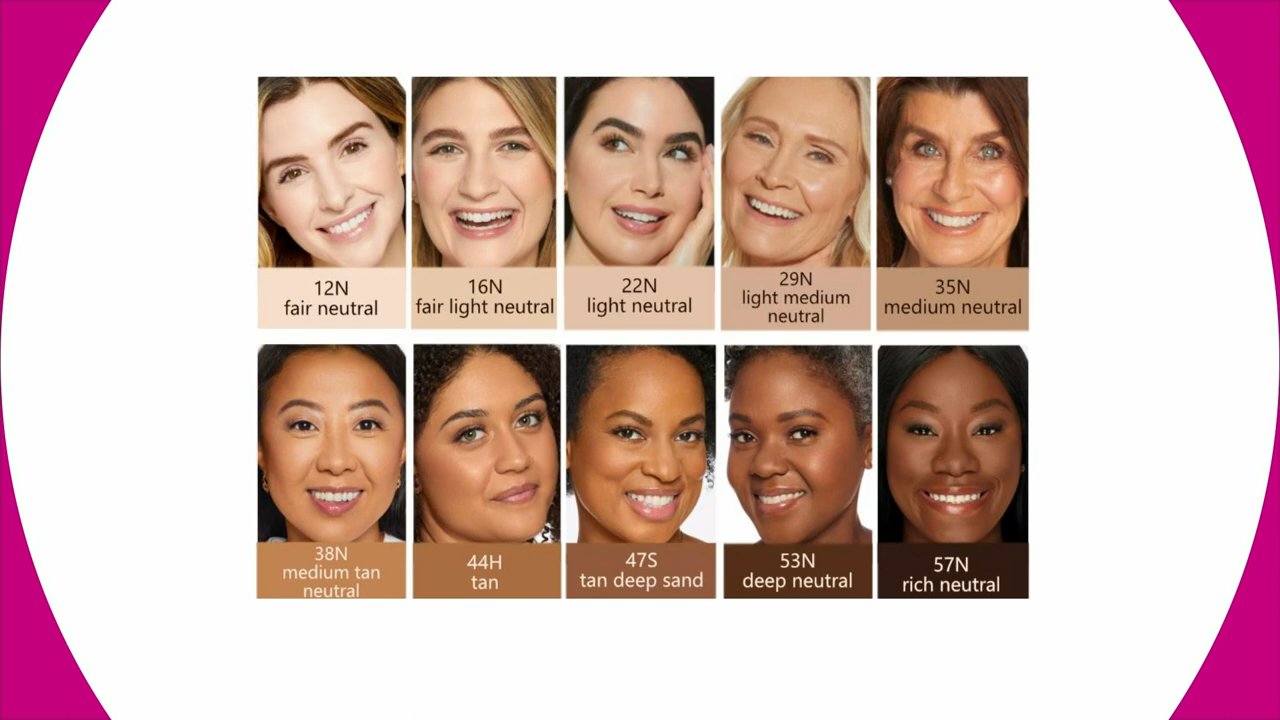 12N
fair neutral
16N
fair light neutral
22N
light neutral
29N
light medium
neutral
35N
medium neutral
38N
medium tan
neutral
44H
tan
47S
tan deep sand
53N
deep neutral
57N
rich neutral